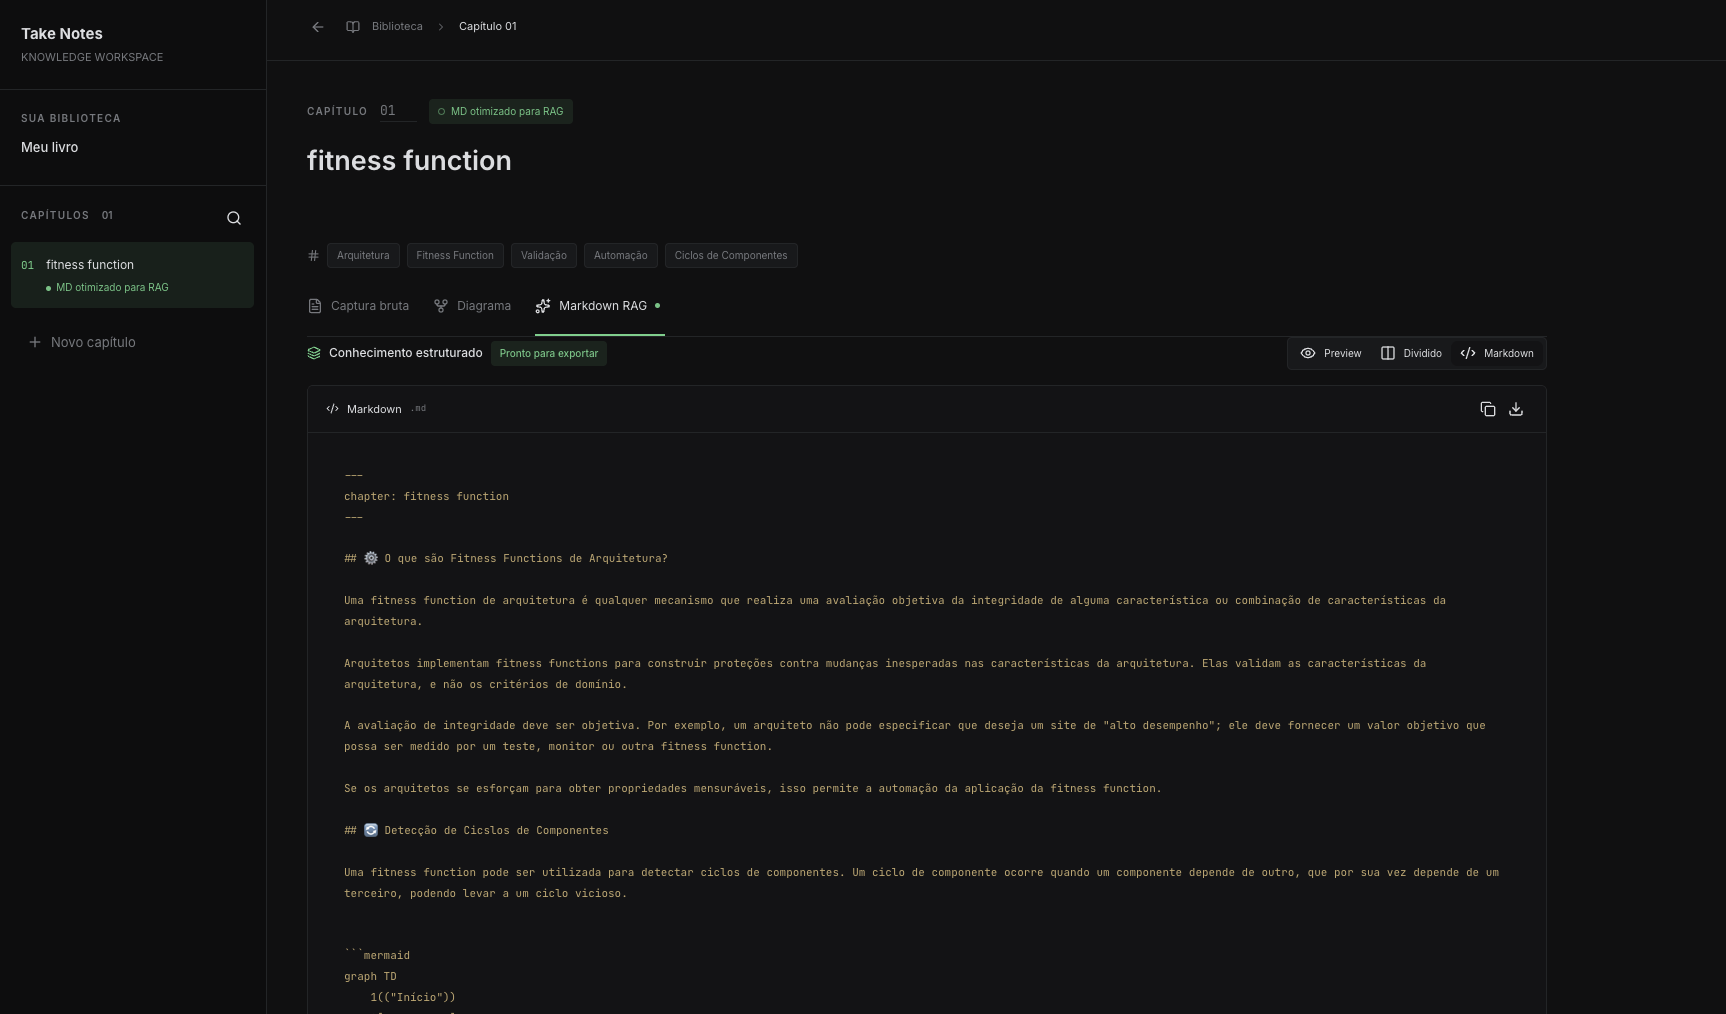 Take Notes
KNOWLEDGE WORKSPACE
SUA BIBLIOTECA
Meu livro
CAPÍTULOS 01
01 fitness function
MD otimizado para RAG
Novo capítulo
Biblioteca > Capítulo 01
CAPÍTULO 01 MD otimizado para RAG
fitness function
# Arquitetura Fitness Function Validação Automação Ciclos de Componentes
Captura bruta Diagrama Markdown RAG
Conhecimento estruturado Pronto para exportar Preview Dividido Markdown
Markdown .md
---
chapter: fitness function
---
## ⚙️ O que são Fitness Functions de Arquitetura?
Uma fitness function de arquitetura é qualquer mecanismo que realiza uma avaliação objetiva da integridade de alguma característica ou combinação de características da
arquitetura.
Arquitetos implementam fitness functions para construir proteções contra mudanças inesperadas nas características da arquitetura. Elas validam as características da
arquitetura, e não os critérios de domínio.
A avaliação de integridade deve ser objetiva. Por exemplo, um arquiteto não pode especificar que deseja um site de "alto desempenho"; ele deve fornecer um valor objetivo que
possa ser medido por um teste, monitor ou outra fitness function.
Se os arquitetos se esforçam para obter propriedades mensuráveis, isso permite a automação da aplicação da fitness function.
## 🔄 Detecção de Cicslos de Componentes
Uma fitness function pode ser utilizada para detectar ciclos de componentes. Um ciclo de componente ocorre quando um componente depende de outro, que por sua vez depende de um
terceiro, podendo levar a um ciclo vicioso.
```mermaid
graph TD
1(("Início"))